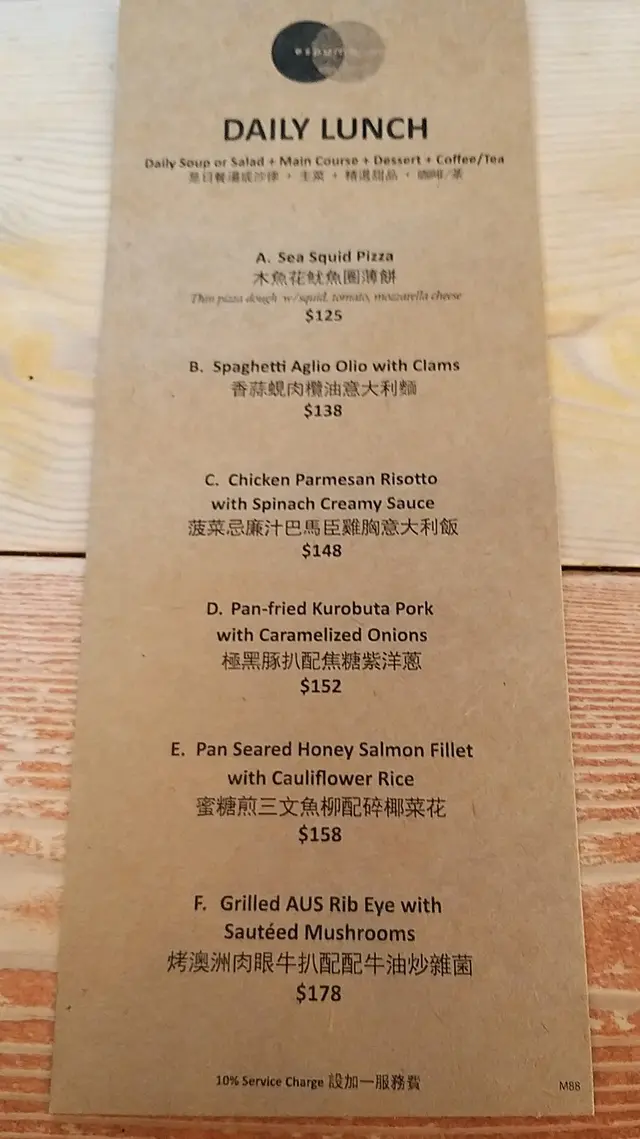 DAILY LUNCH
Daily Soup or Salad + Main Course + Dessert + Coffee/Tea
是日餐湯或沙律 + 主菜 + 精選甜品 + 咖啡/茶
A. Sea Squid Pizza
木魚花魷魚圈薄餅
Thin pizza dough w/squid, tomato, mozzarella cheese
$125
B. Spaghetti Aglio Olio with Clams
香蒜蜆肉欖油意大利麵
$138
C. Chicken Parmesan Risotto
with Spinach Creamy Sauce
菠菜忌廉汁巴馬臣雞胸意大利飯
$148
D. Pan-fried Kurobuta Pork
with Caramelized Onions
極黑豚扒配焦糖紫洋蔥
$152
E. Pan Seared Honey Salmon Fillet
with Cauliflower Rice
蜜糖煎三文魚柳配碎椰菜花
$158
F. Grilled AUS Rib Eye with
Sautéed Mushrooms
烤澳洲肉眼牛扒配配牛油炒雜菌
$178
10% Service Charge 設加一服務費
M88